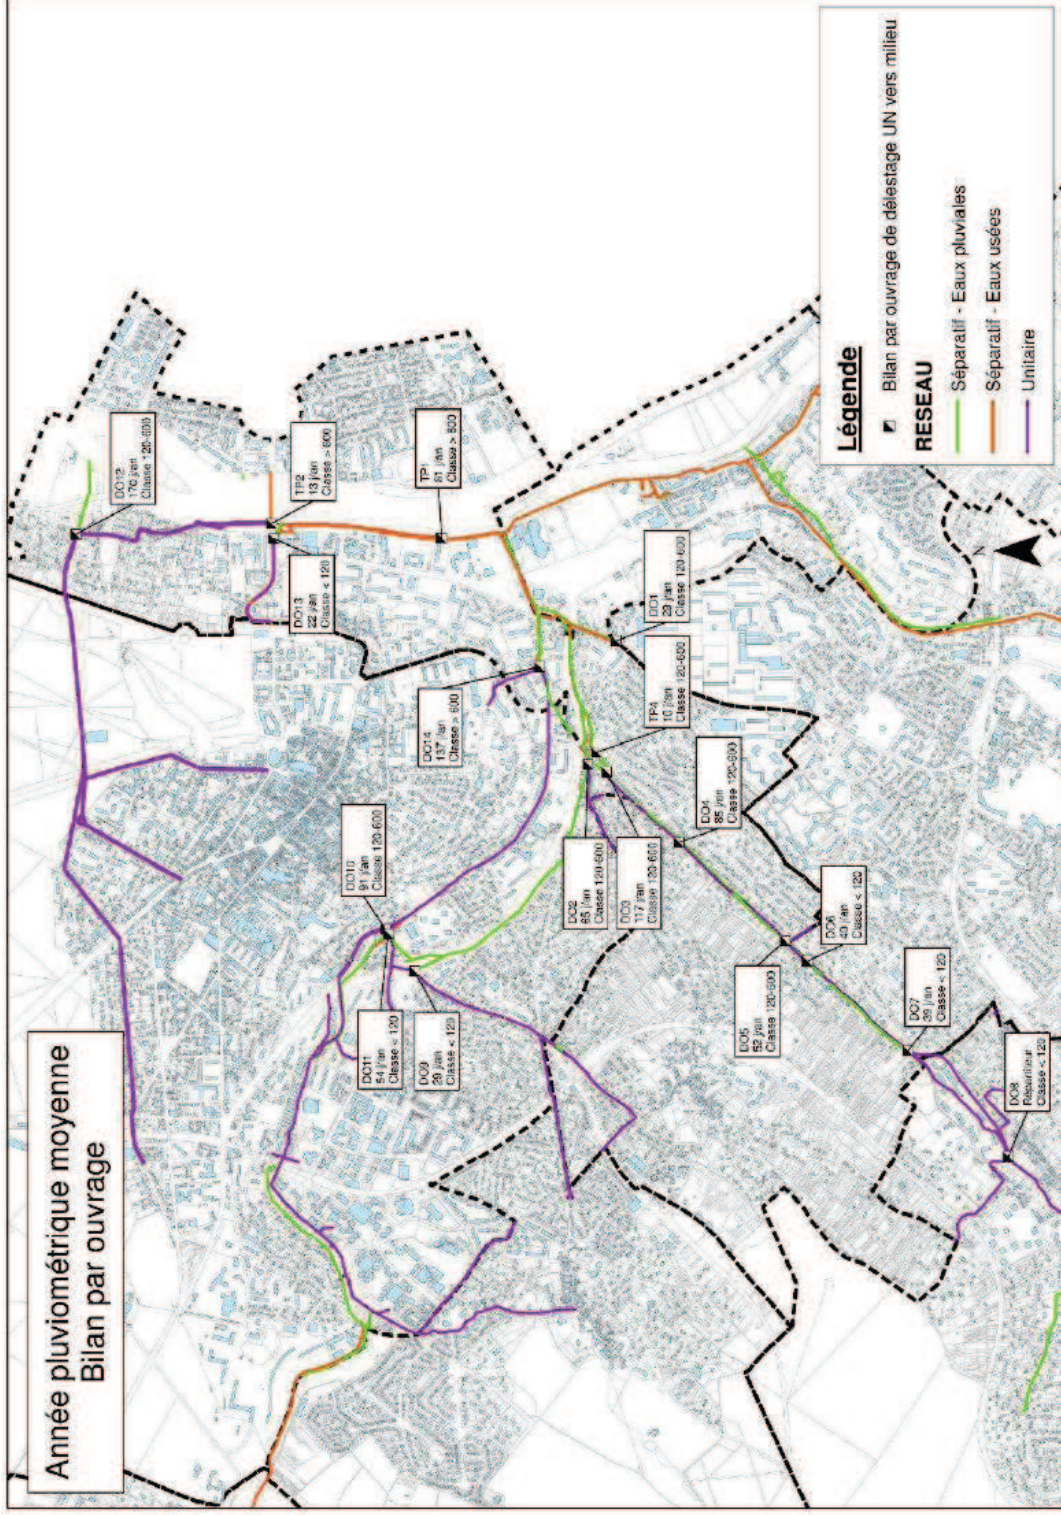 Année pluviométrique moyenne
Bilan par ouvrage
DO12
170 j/an
Classe 120-600
TP2
13 j/an
Classe > 600
TP1
81 j/an
Classe > 600
DO13
22 j/an
Classe < 120
DO14
137 j/an
Classe > 600
DO1
29 j/an
Classe 120-600
TP4
10 j/an
Classe 120-600
DO10
91 j/an
Classe 120-600
DO11
54 j/an
Classe < 120
DO9
29 j/an
Classe < 120
DO2
Classe 120-600
DO3
117 j/an
Classe 120-600
DO4
85 j/an
Classe 120-600
DO5
52 j/an
Classe 120-600
DO6
40 j/an
Classe < 120
DO7
39 j/an
Classe < 120
DO8
Répartiteur
Classe < 120
N
Légende
Bilan par ouvrage de délestage UN vers milieu
RESEAU
Séparatif - Eaux pluviales
Séparatif - Eaux usées
Unitaire